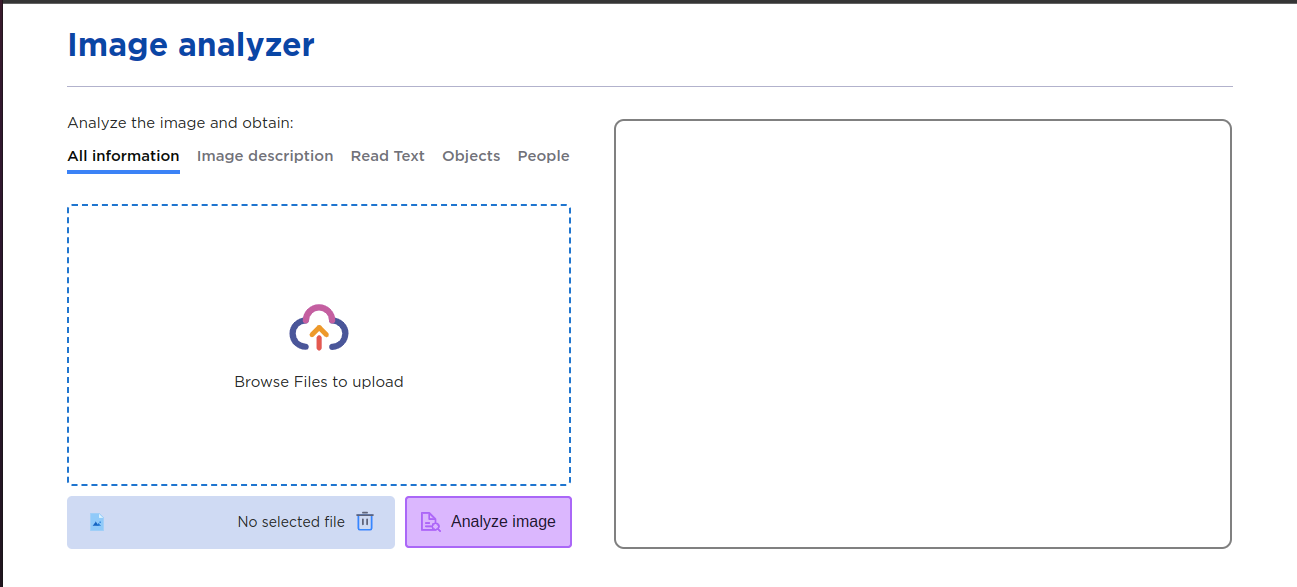 Image analyzer
Analyze the image and obtain:
All information Image description Read Text Objects People
Browse Files to upload
No selected file
Analyze image